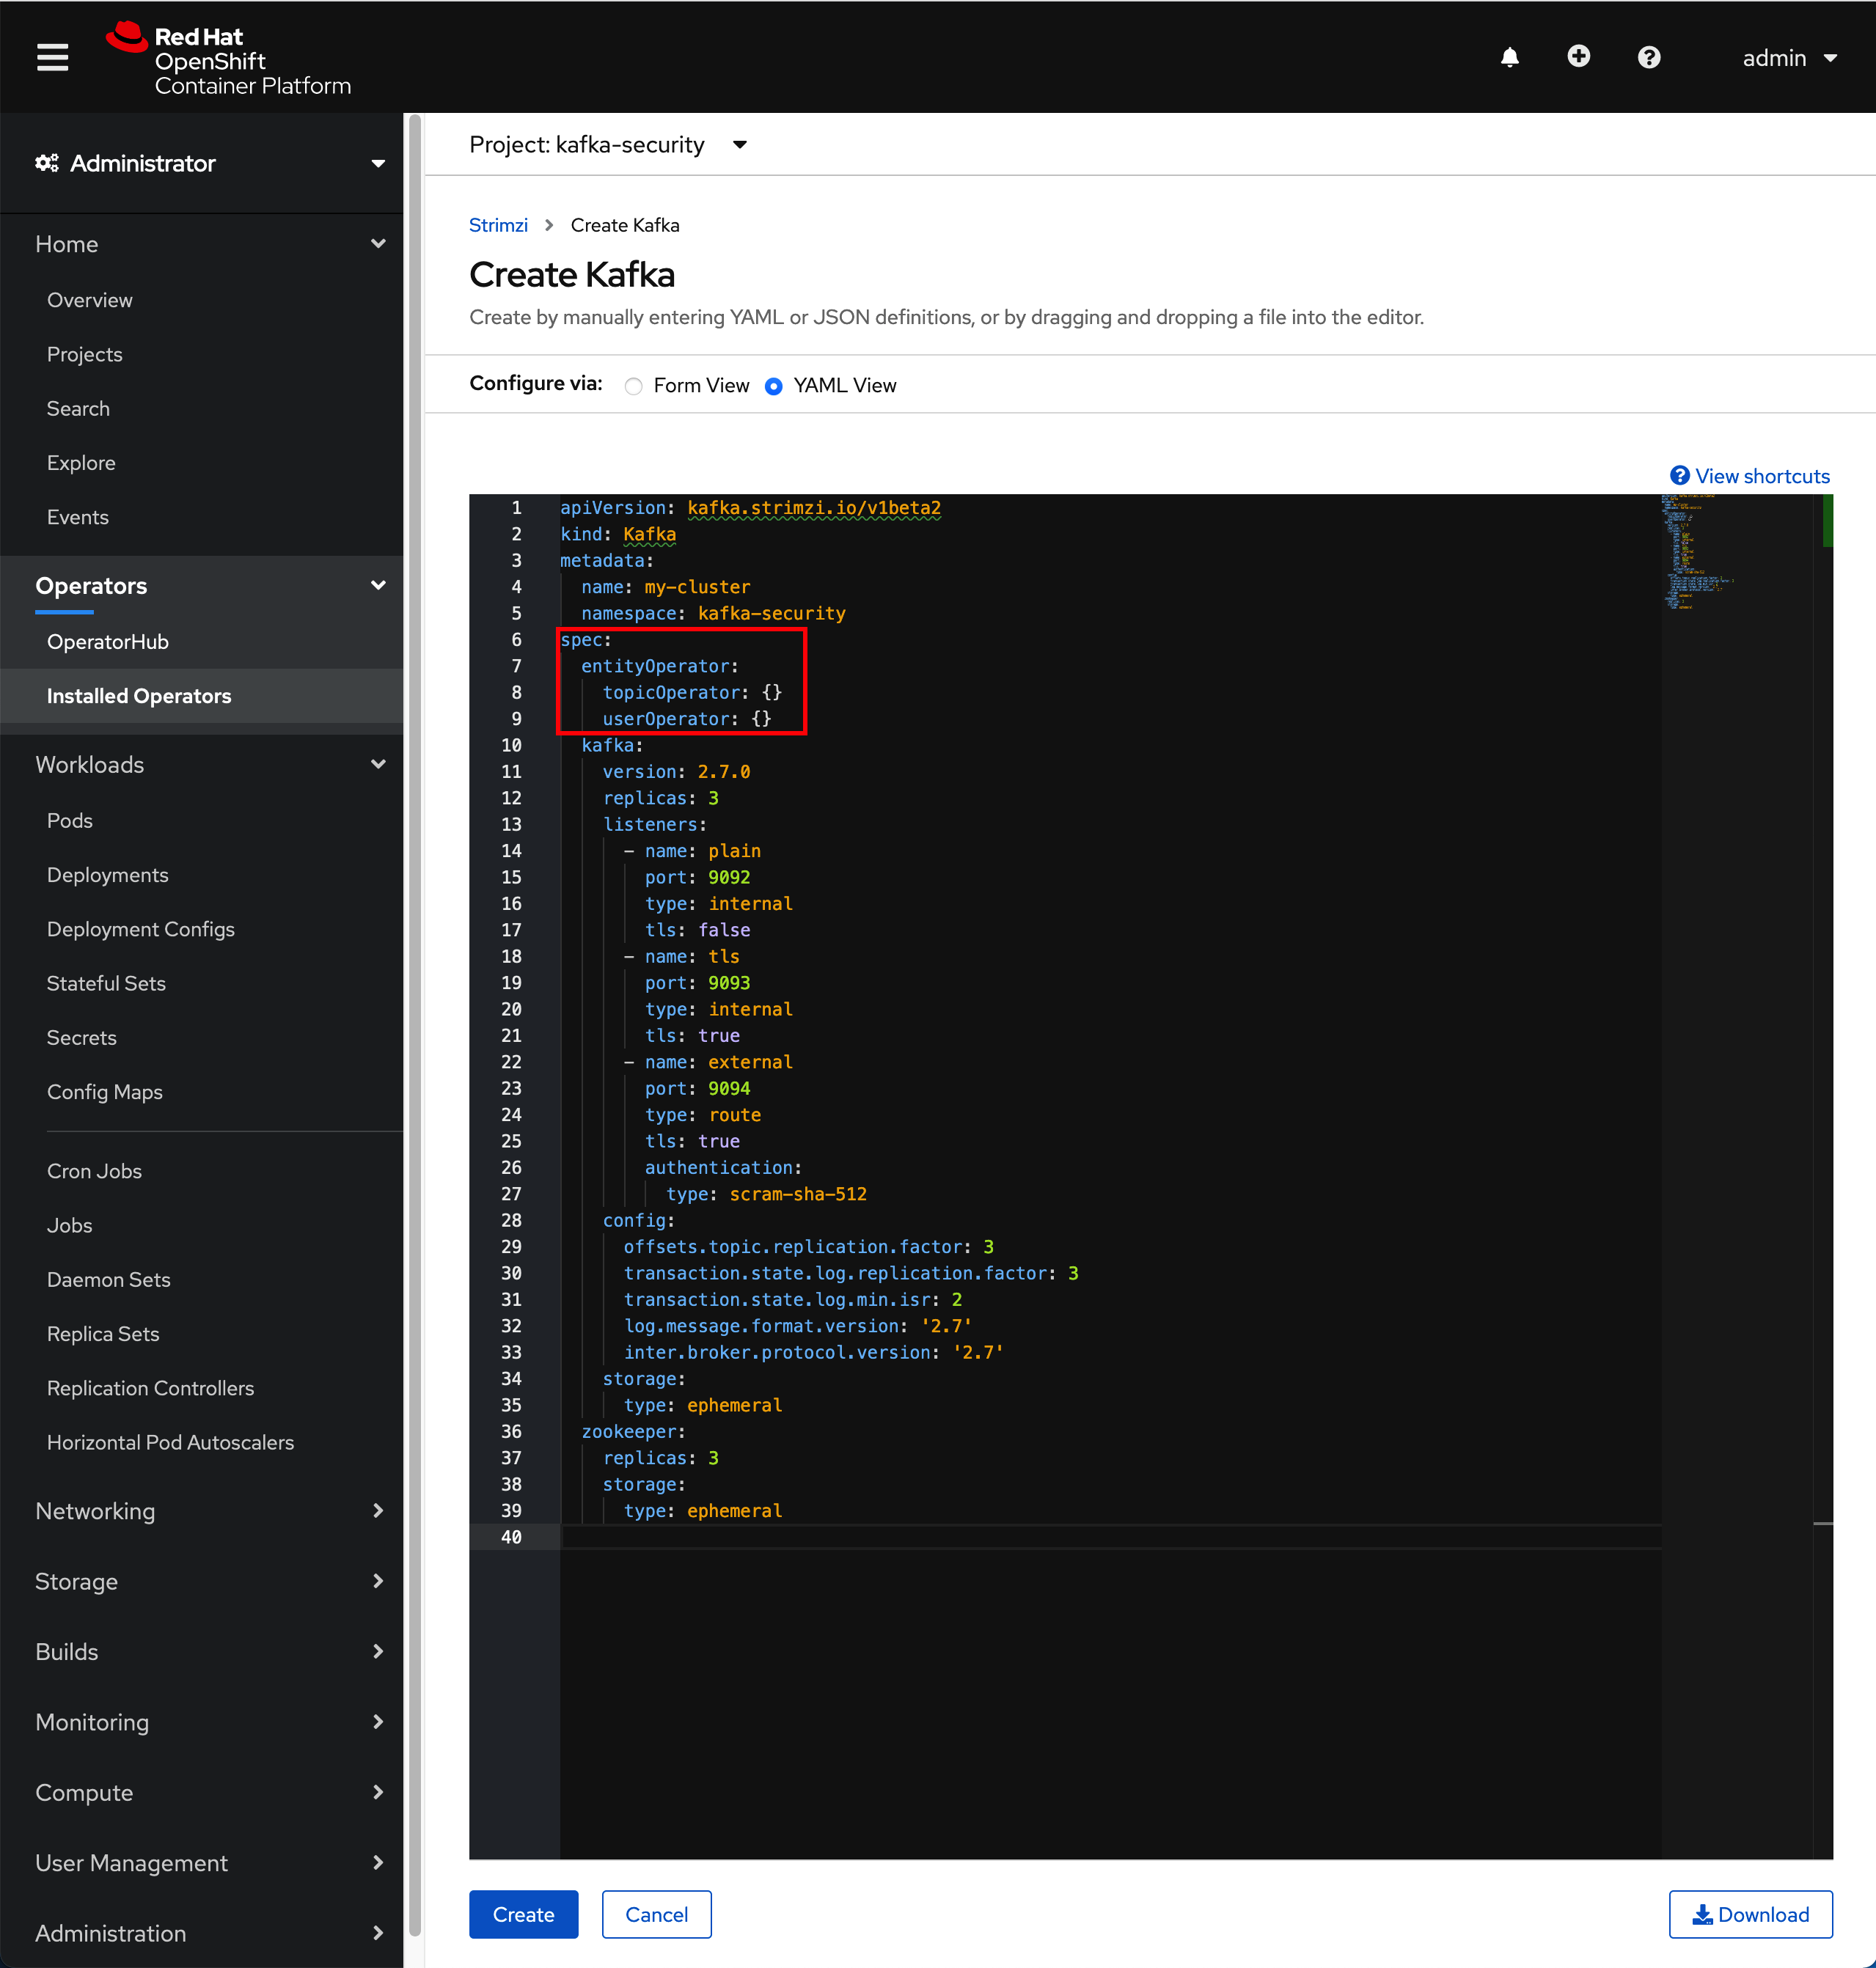 Red Hat
OpenShift
Container Platform
admin
Administrator
Home
Overview
Projects
Search
Explore
Events
Operators
OperatorHub
Installed Operators
Workloads
Pods
Deployments
Deployment Configs
Stateful Sets
Secrets
Config Maps
Cron Jobs
Jobs
Daemon Sets
Replica Sets
Replication Controllers
Horizontal Pod Autoscalers
Networking
Storage
Builds
Monitoring
Compute
User Management
Administration
Project: kafka-security
Strimzi > Create Kafka
Create Kafka
Create by manually entering YAML or JSON definitions, or by dragging and dropping a file into the editor.
Configure via: Form View YAML View
View shortcuts
1 apiVersion: kafka.strimzi.io/v1beta2
2 kind: Kafka
3 metadata:
4   name: my-cluster
5   namespace: kafka-security
6 spec:
7   entityOperator:
8     topicOperator: {}
9     userOperator: {}
10   kafka:
11     version: 2.7.0
12     replicas: 3
13     listeners:
14       - name: plain
15         port: 9092
16         type: internal
17         tls: false
18       - name: tls
19         port: 9093
20         type: internal
21         tls: true
22       - name: external
23         port: 9094
24         type: route
25         tls: true
26         authentication:
27           type: scram-sha-512
28     config:
29       offsets.topic.replication.factor: 3
30       transaction.state.log.replication.factor: 3
31       transaction.state.log.min.isr: 2
32       log.message.format.version: '2.7'
33       inter.broker.protocol.version: '2.7'
34     storage:
35       type: ephemeral
36   zookeeper:
37     replicas: 3
38     storage:
39       type: ephemeral
40
Create
Cancel
Download